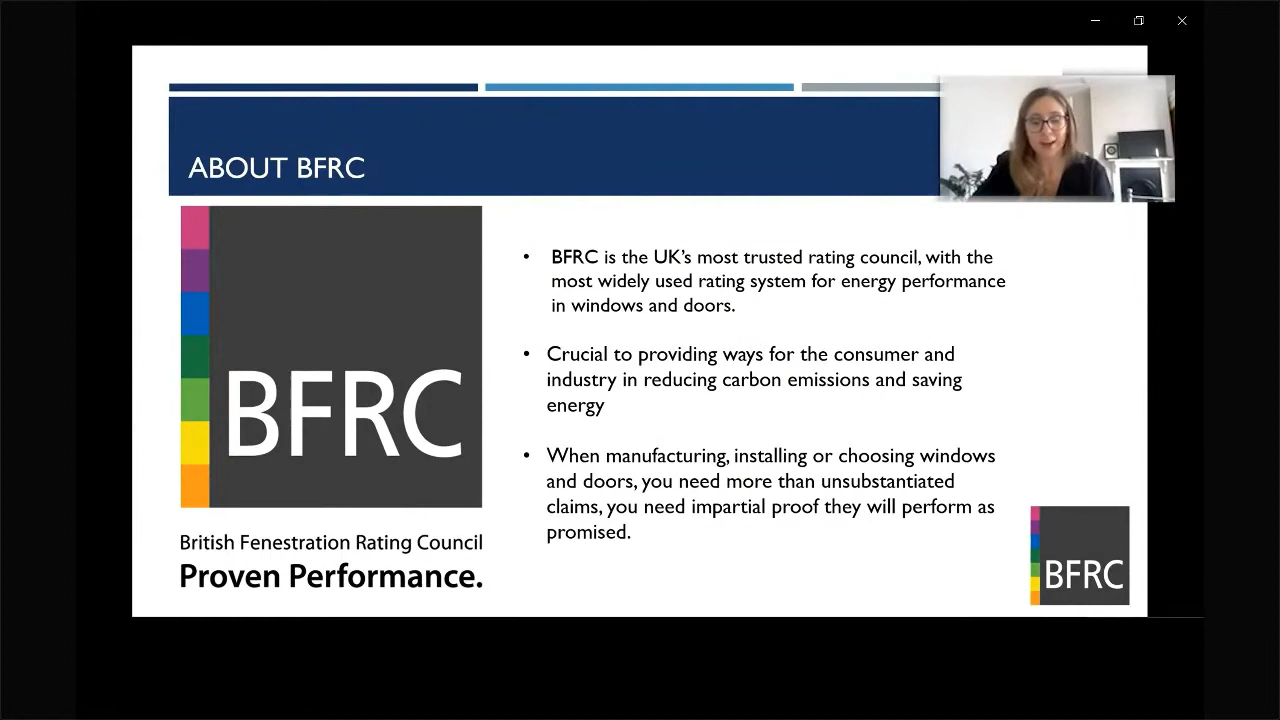 ABOUT BFRC
BFRC
British Fenestration Rating Council
Proven Performance.
• BFRC is the UK’s most trusted rating council, with the
most widely used rating system for energy performance
in windows and doors.
• Crucial to providing ways for the consumer and
industry in reducing carbon emissions and saving
energy
• When manufacturing, installing or choosing windows
and doors, you need more than unsubstantiated
claims, you need impartial proof they will perform as
promised.
BFRC